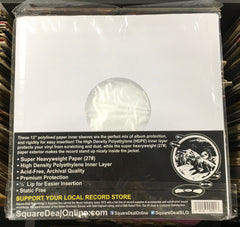 These 12" polylined paper inner sleeves are the perfect mix of album protection,
and rigidity for easy insertion! The High Density Polyethylene (HDPE) inner layer
protects your vinyl from scratching and dust, while the super heavyweight (27#)
paper exterior makes the record stand up nicely inside the jacket.
• Super Heavyweight Paper (27#)
• High Density Polyethylene Inner Layer
• Acid-Free, Archival Quality
• Premium Protection
• ⅛" Lip for Easier Insertion
• Static Free
SUPPORT YOUR LOCAL RECORD STORE
SquareDealOnline.com
SquareDealOnline
@SquareDealSLO